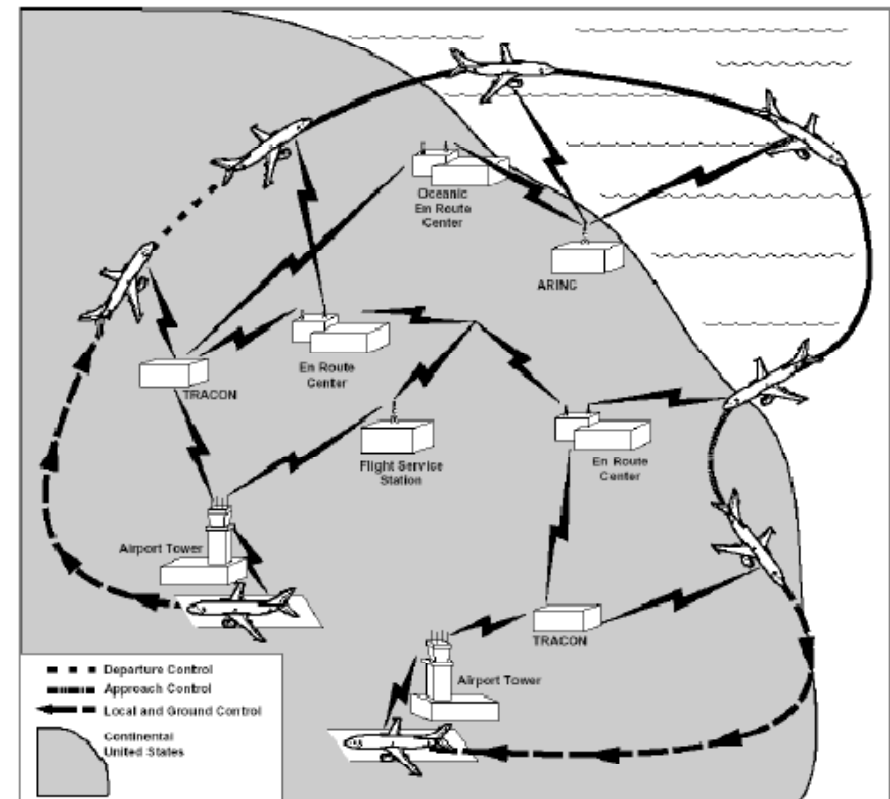 Oceanic
En Route
Center
ARINC
En Route
Center
TRACON
Flight Service
Station
En Route
Center
Airport Tower
TRACON
Airport Tower
Departure Control
Approach Control
Local and Ground Control
Continental
United States